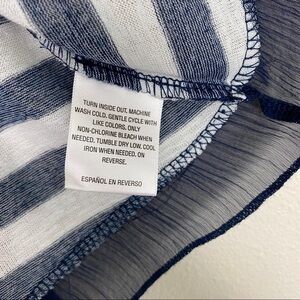 TURN INSIDE OUT. MACHINE
WASH COLD. GENTLE CYCLE WITH
LIKE COLORS. ONLY
NON-CHLORINE BLEACH WHEN
NEEDED. TUMBLE DRY LOW. COOL
IRON WHEN NEEDED. ON
REVERSE.
ESPAÑOL EN REVERSO